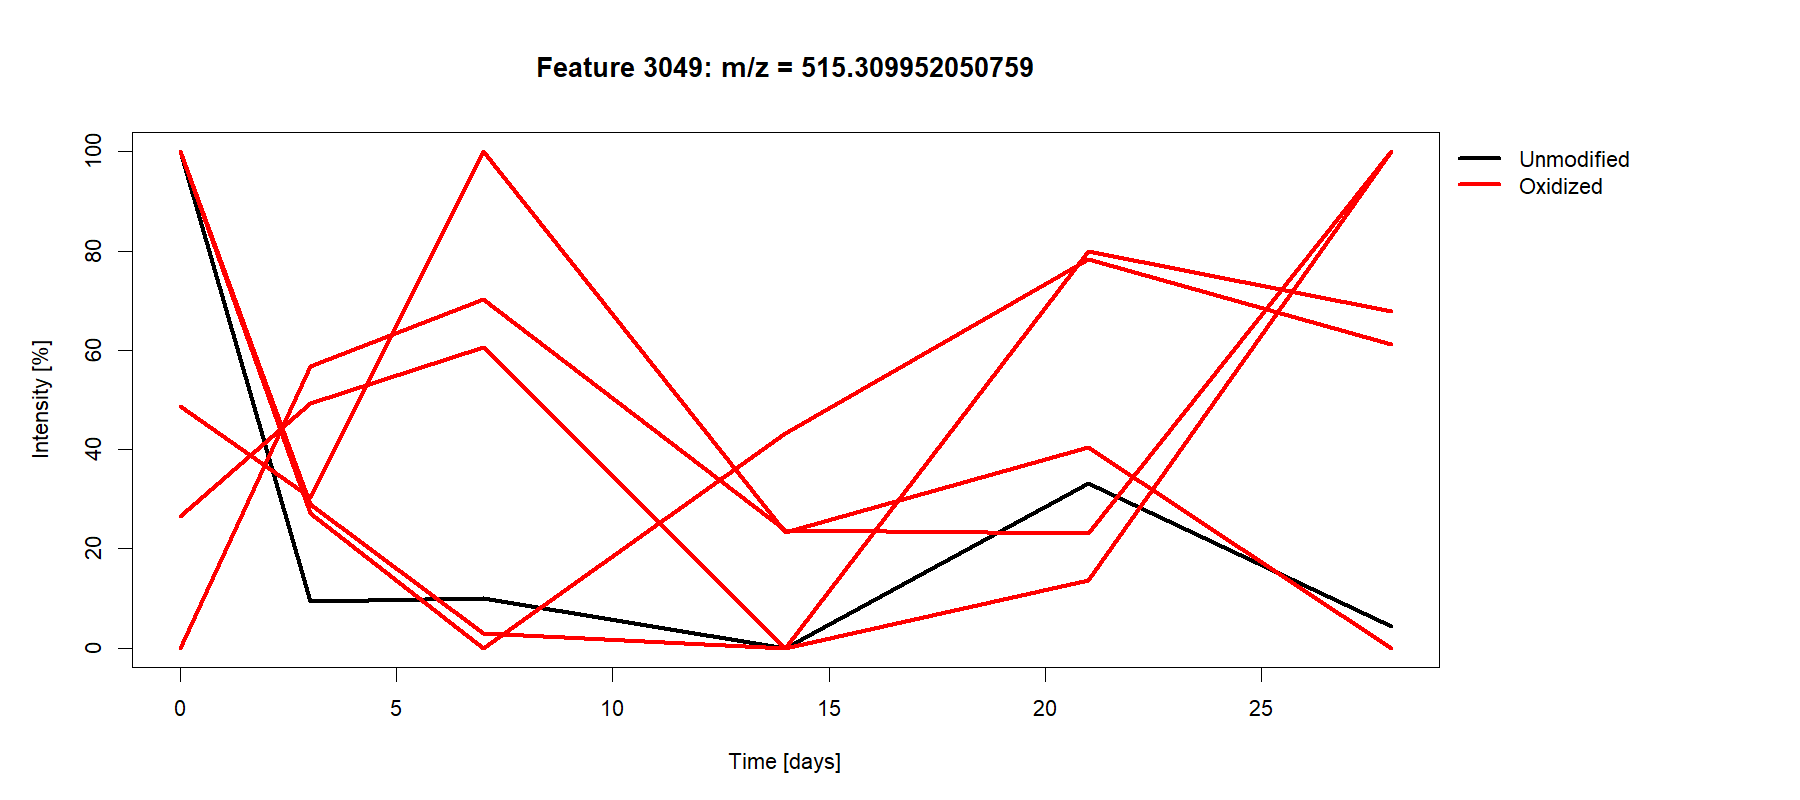 Feature 3049: m/z = 515.309952050759
Unmodified
Oxidized
Intensity [%]
100
80
60
40
20
0
0 5 10 15 20 25
Time [days]